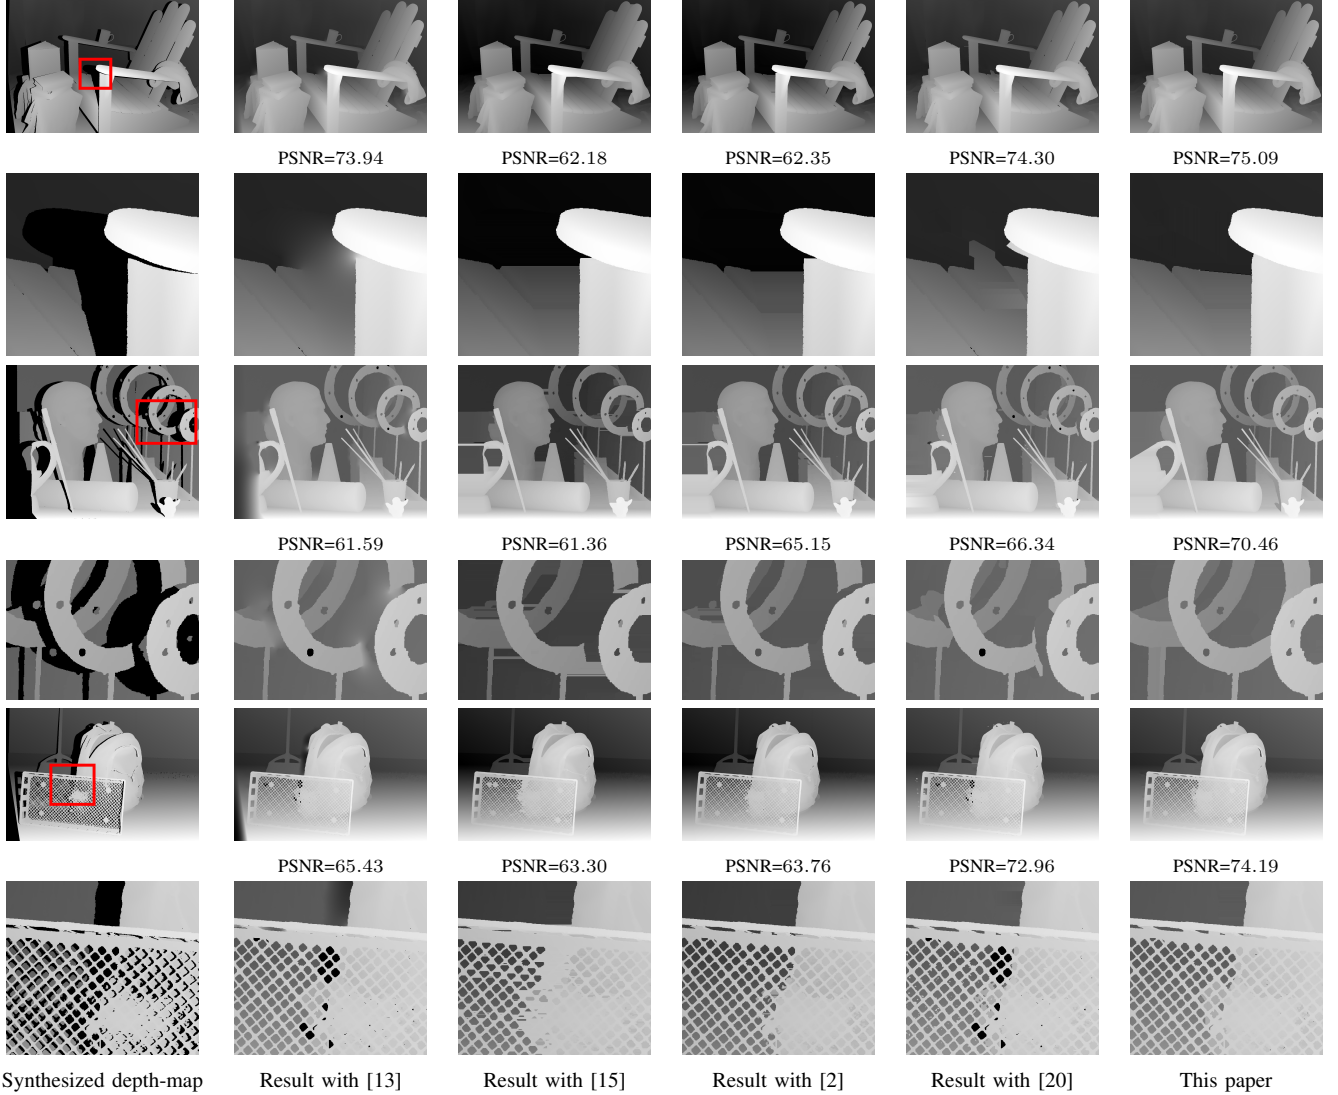 PSNR=73.94 PSNR=62.18 PSNR=62.35 PSNR=74.30 PSNR=75.09
PSNR=61.59 PSNR=61.36 PSNR=65.15 PSNR=66.34 PSNR=70.46
PSNR=65.43 PSNR=63.30 PSNR=63.76 PSNR=72.96 PSNR=74.19
Synthesized depth-map Result with [13] Result with [15] Result with [2] Result with [20] This paper